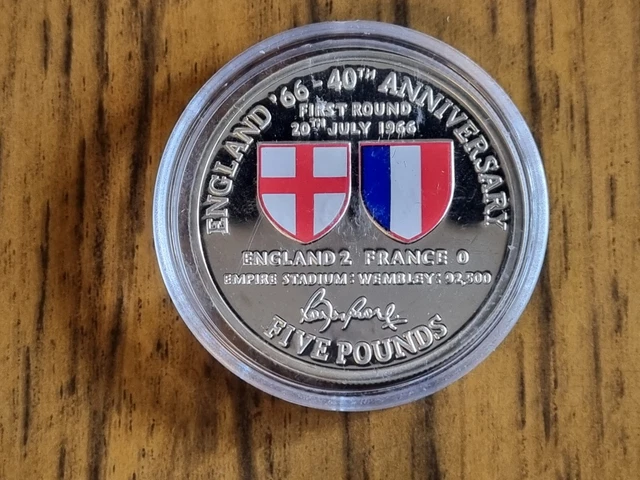 ENGLAND '66 - 40TH ANNIVERSARY
FIRST ROUND
20TH JULY 1966
ENGLAND 2 FRANCE 0
EMPIRE STADIUM: WEMBLEY: 92,500
FIVE POUNDS